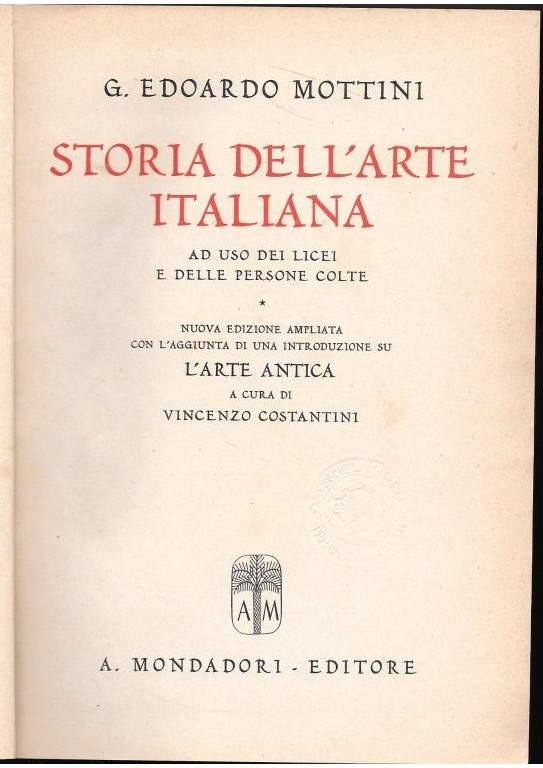 G. EDOARDO MOTTINI
STORIA DELL'ARTE
ITALIANA
AD USO DEI LICEI
E DELLE PERSONE COLTE
*
NUOVA EDIZIONE AMPLIATA
CON L'AGGIUNTA DI UNA INTRODUZIONE SU
L'ARTE ANTICA
A CURA DI
VINCENZO COSTANTINI
A M
A. MONDADORI - EDITORE